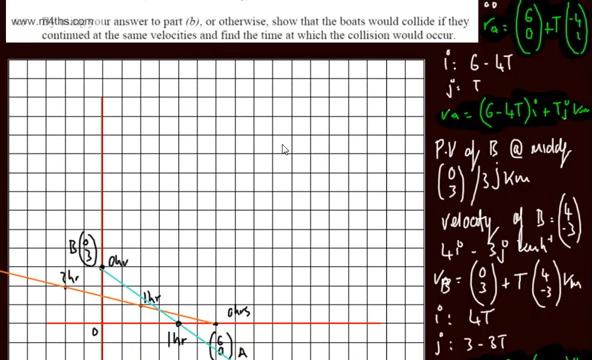 www.m4ths.com your answer to part (b), or otherwise, show that the boats would collide if they
continued at the same velocities and find the time at which the collision would occur.
B (0 3)
0hr
2hr
1hr
0hrs
0
1hr
(6 0) A
ra = (6 0) + T(-4 1)
i: 6 - 4T
j: T
ra = (6-4T)i + Tj km
P.V of B @ midday
(0 3) / 3j km
Velocity of B = (4 -3)
4i - 3j kmh⁻¹
rB = (0 3) + T(4 -3) km
i: 4T
j: 3 - 3T